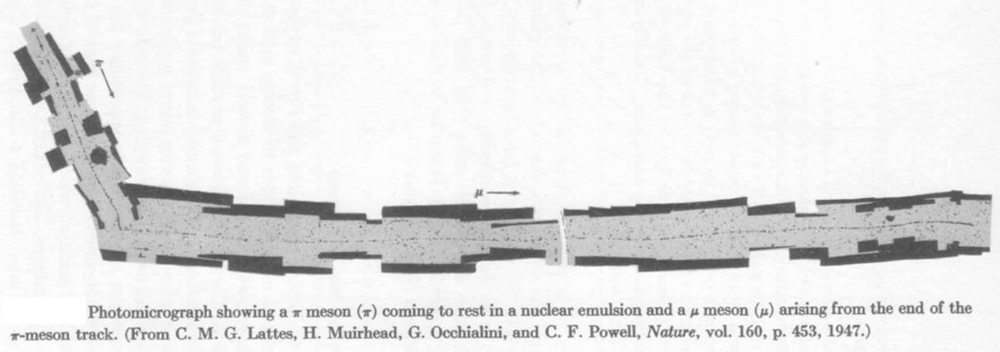 π
μ
Photomicrograph showing a π meson (π) coming to rest in a nuclear emulsion and a μ meson (μ) arising from the end of the
π-meson track. (From C. M. G. Lattes, H. Muirhead, G. Occhialini, and C. F. Powell, Nature, vol. 160, p. 453, 1947.)